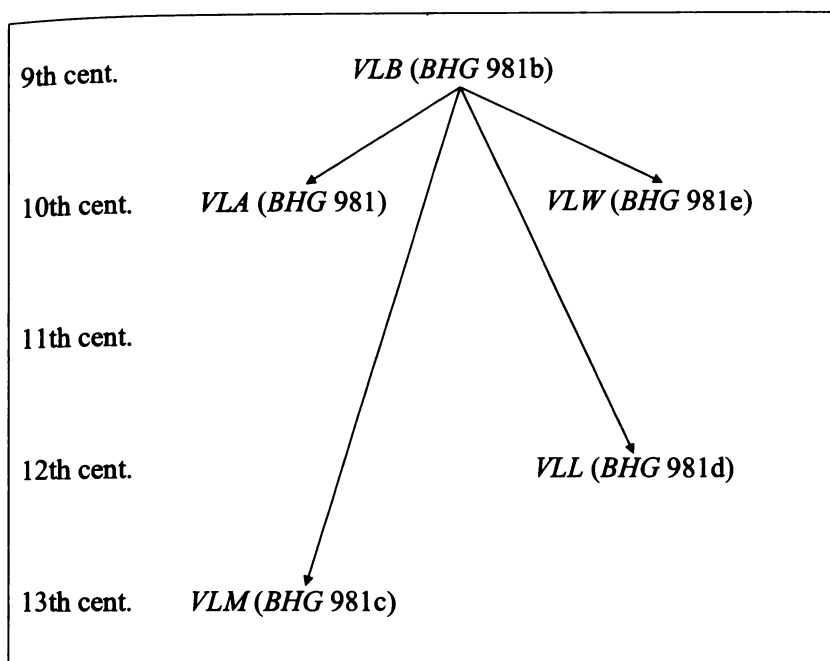 9th cent. VLB (BHG 981b)
10th cent. VLA (BHG 981) VLW (BHG 981e)
11th cent.
12th cent. VLL (BHG 981d)
13th cent. VLM (BHG 981c)